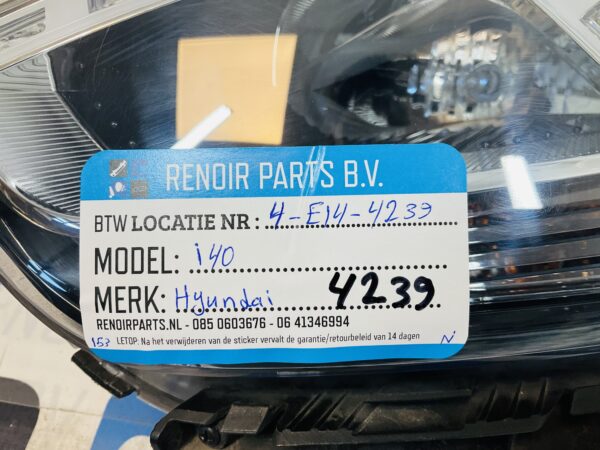 RENOIR PARTS B.V.
BTW LOCATIE NR : 4-E14-4239
MODEL: i40
MERK: Hyundai 4239
RENOIRPARTS.NL - 085 0603676 - 06 41346994
153 LETOP: Na het verwijderen van de sticker vervalt de garantie/retourbeleid van 14 dagen N